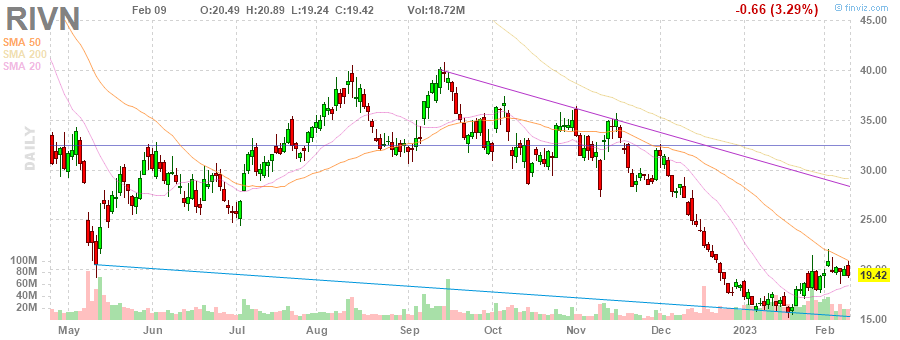 RIVN
Feb 09 O:20.49 H:20.89 L:19.24 C:19.42 Vol:18.72M
-0.66 (3.29%)
finviz.com
SMA 50
SMA 200
SMA 20
DAILY
45.00
40.00
35.00
30.00
25.00
20.00
19.42
15.00
100M
80M
60M
40M
20M
May Jun Jul Aug Sep Oct Nov Dec 2023 Feb